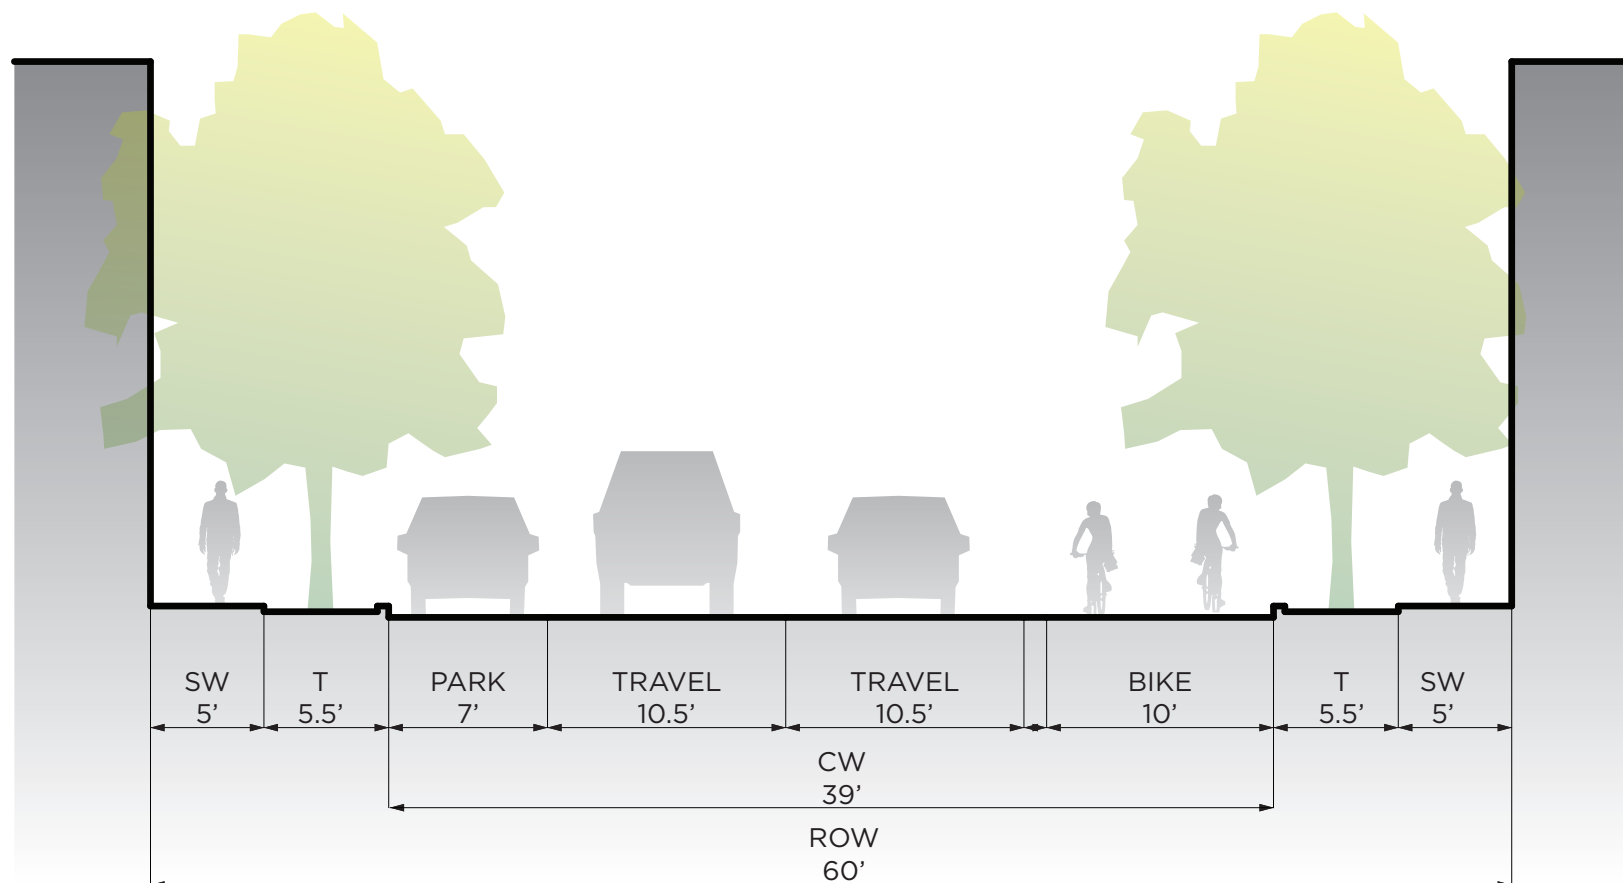 SW
5’
T
5.5’
PARK
7’
TRAVEL
10.5’
TRAVEL
10.5’
BIKE
10’
T
5.5’
SW
5’
CW
39’
ROW
60’